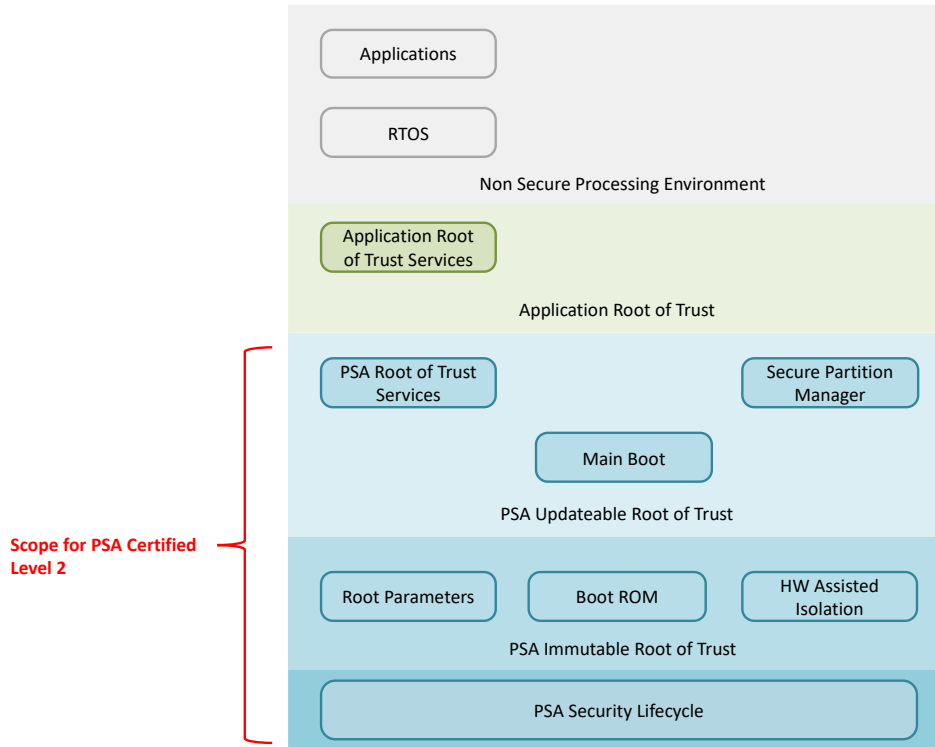 Applications
RTOS
Non Secure Processing Environment
Application Root
of Trust Services
Application Root of Trust
PSA Root of Trust
Services
Secure Partition
Manager
Main Boot
PSA Updateable Root of Trust
Scope for PSA Certified
Level 2
Root Parameters
Boot ROM
HW Assisted
Isolation
PSA Immutable Root of Trust
PSA Security Lifecycle